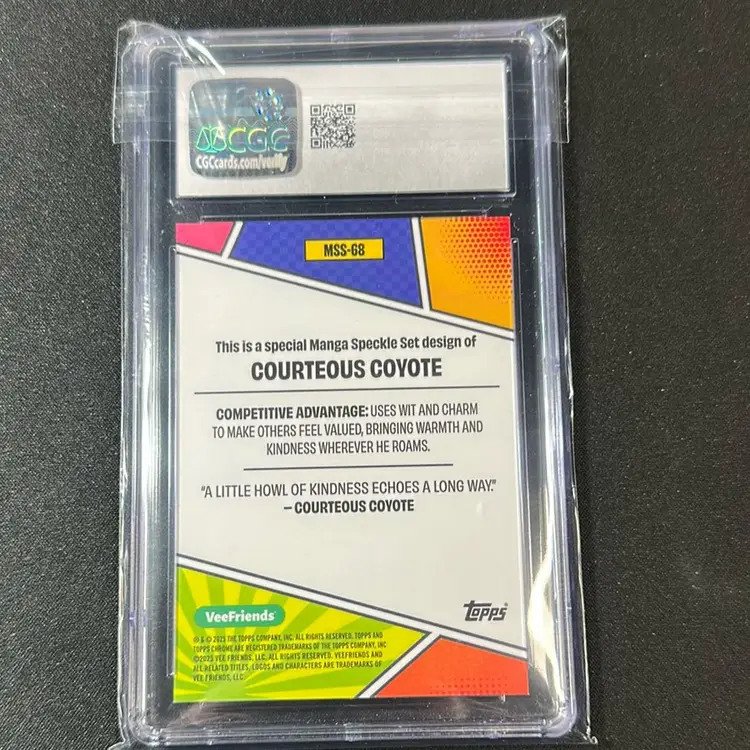 CGC
CGCcards.com/verify
MSS-68
This is a special Manga Speckle Set design of
COURTEOUS COYOTE
COMPETITIVE ADVANTAGE: USES WIT AND CHARM
TO MAKE OTHERS FEEL VALUED, BRINGING WARMTH AND
KINDNESS WHEREVER HE ROAMS.
“A LITTLE HOWL OF KINDNESS ECHOES A LONG WAY.”
– COURTEOUS COYOTE
VeeFriends
topps®
® & © 2025 THE TOPPS COMPANY, INC. ALL RIGHTS RESERVED. TOPPS AND
TOPPS CHROME ARE REGISTERED TRADEMARKS OF THE TOPPS COMPANY, INC
©2025 VEE FRIENDS, LLC. ALL RIGHTS RESERVED. VEEFRIENDS AND
ALL RELATED TITLES, LOGOS AND CHARACTERS ARE TRADEMARKS OF
VEE FRIENDS, LLC.